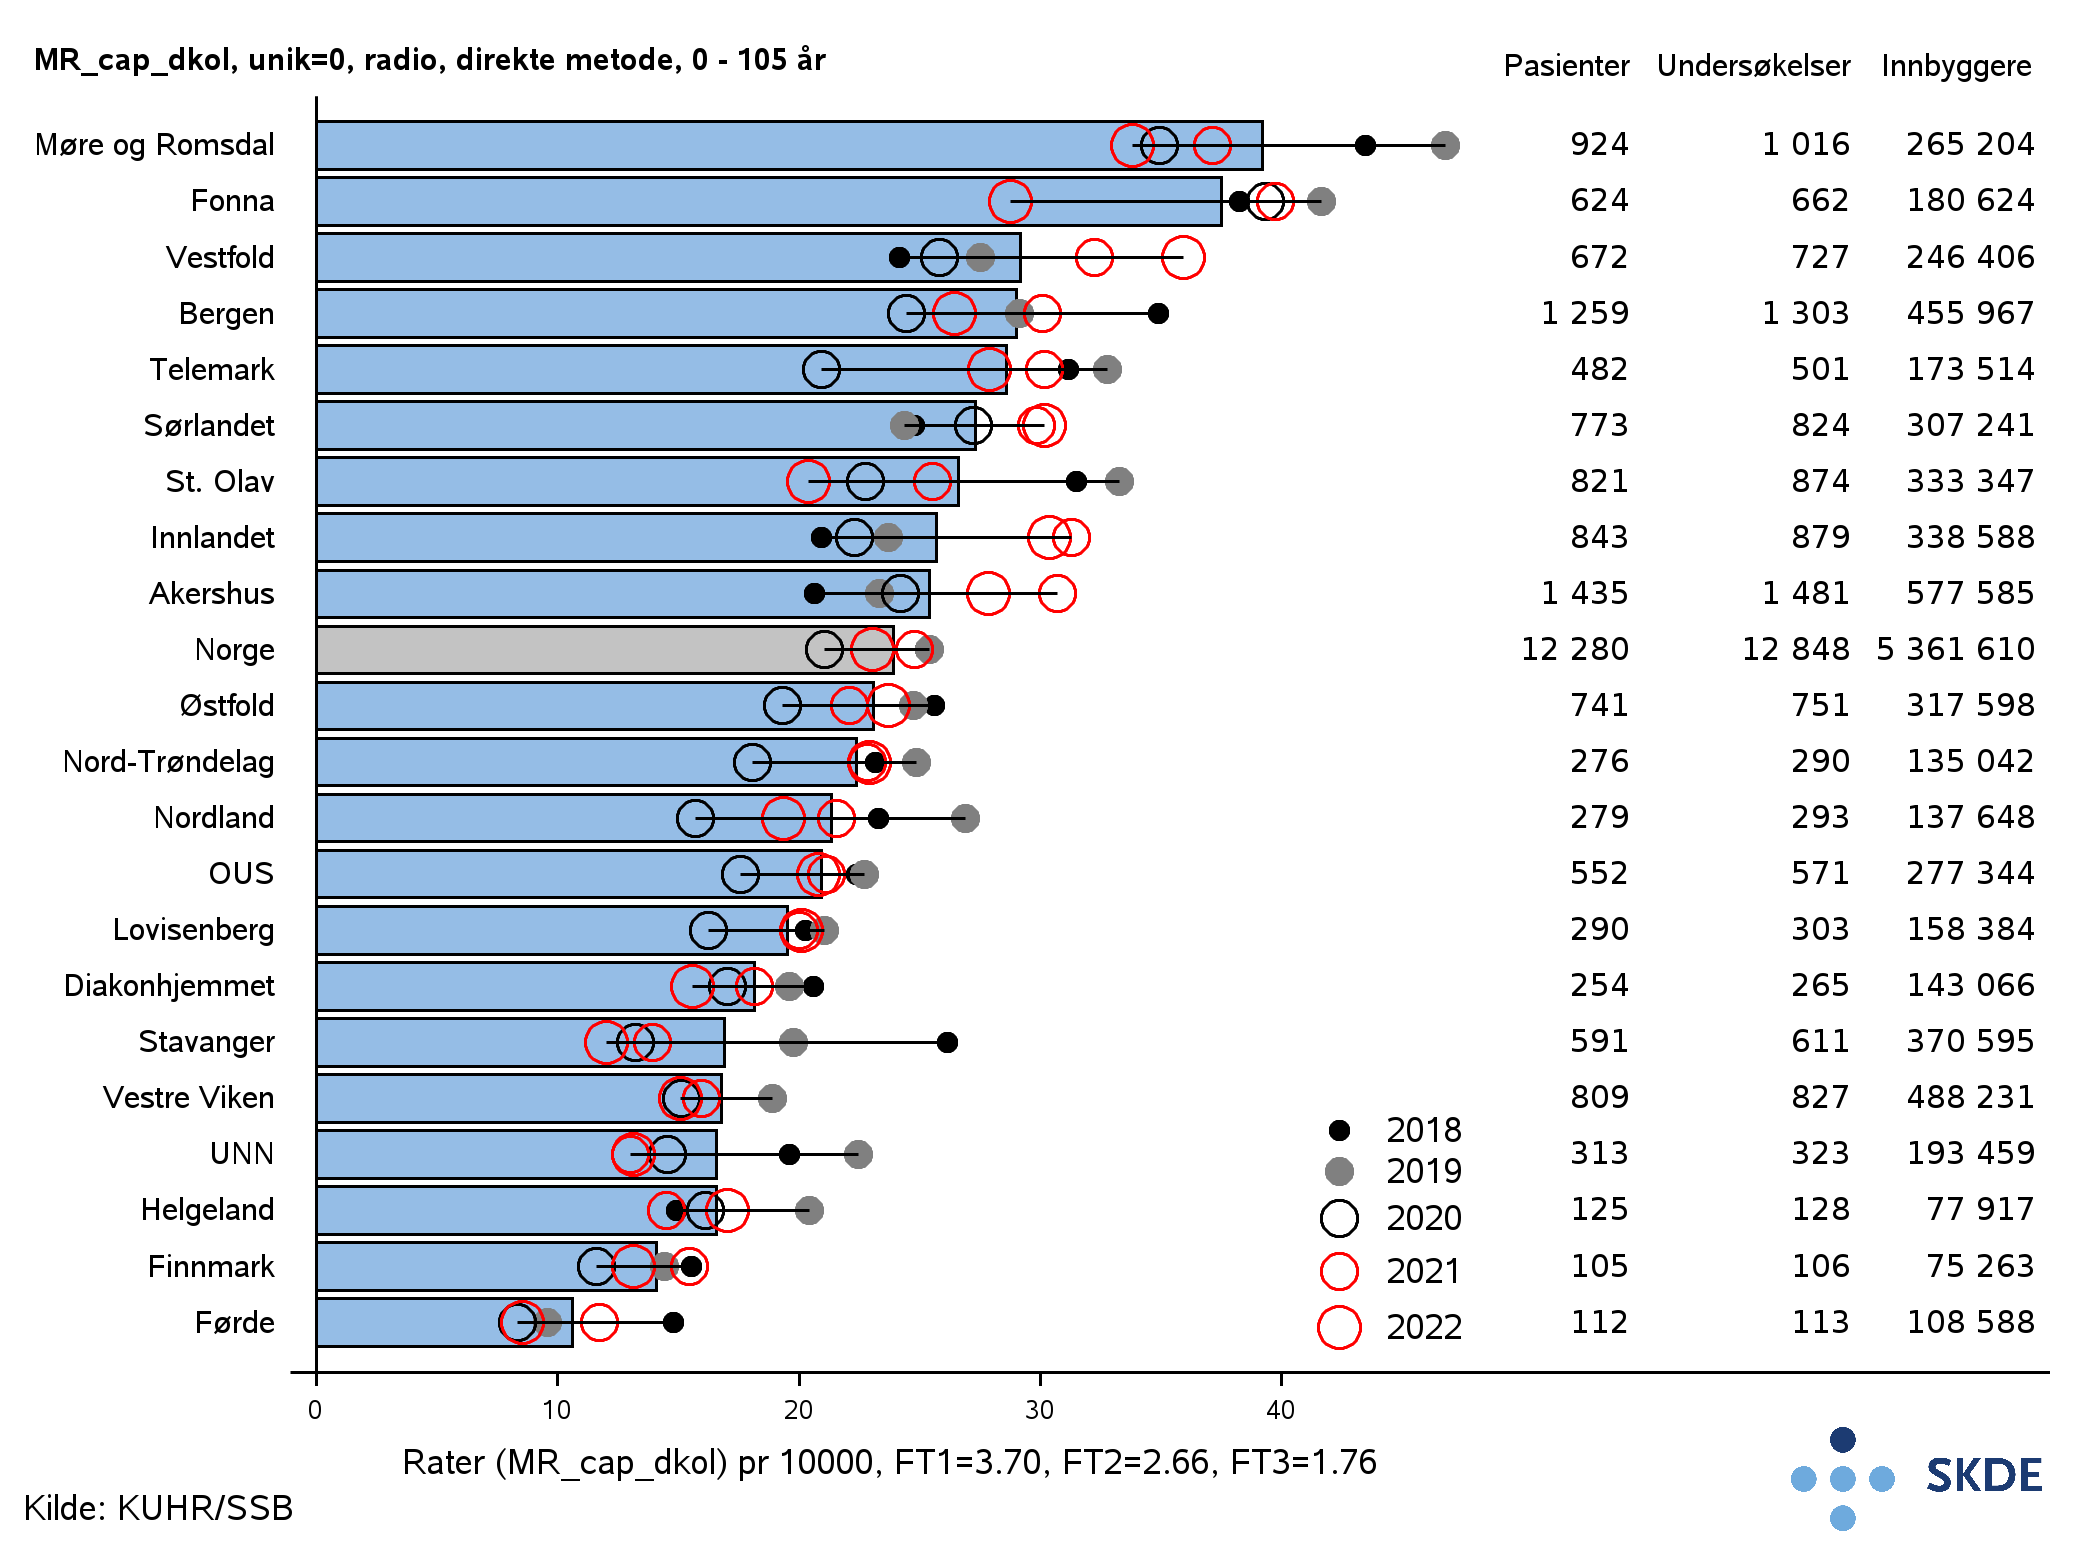 MR_cap_dkol, unik=0, radio, direkte metode, 0 - 105 år
Pasienter Undersøkelser Innbyggere
Møre og Romsdal 924 1 016 265 204
Fonna 624 662 180 624
Vestfold 672 727 246 406
Bergen 1 259 1 303 455 967
Telemark 482 501 173 514
Sørlandet 773 824 307 241
St. Olav 821 874 333 347
Innlandet 843 879 338 588
Akershus 1 435 1 481 577 585
Norge 12 280 12 848 5 361 610
Østfold 741 751 317 598
Nord-Trøndelag 276 290 135 042
Nordland 279 293 137 648
OUS 552 571 277 344
Lovisenberg 290 303 158 384
Diakonhjemmet 254 265 143 066
Stavanger 591 611 370 595
Vestre Viken 809 827 488 231
UNN 313 323 193 459
Helgeland 125 128 77 917
Finnmark 105 106 75 263
Førde 112 113 108 588
2018
2019
2020
2021
2022
0 10 20 30 40
Rater (MR_cap_dkol) pr 10000, FT1=3.70, FT2=2.66, FT3=1.76
Kilde: KUHR/SSB
SKDE